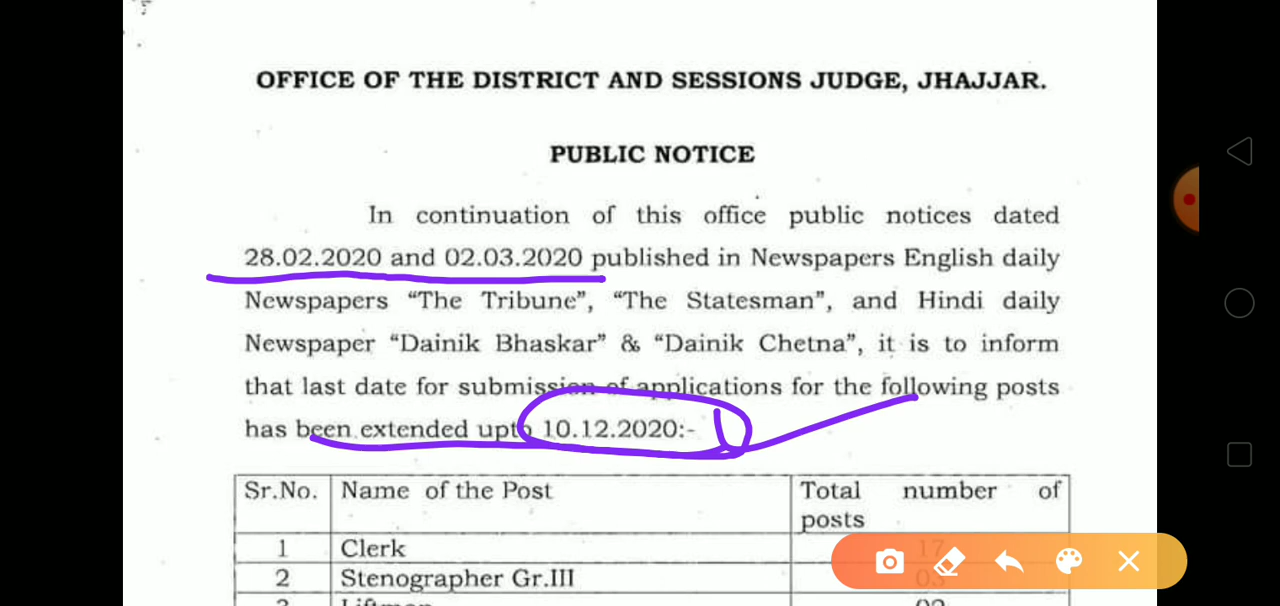 OFFICE OF THE DISTRICT AND SESSIONS JUDGE, JHAJJAR.
PUBLIC NOTICE
In continuation of this office public notices dated
28.02.2020 and 02.03.2020 published in Newspapers English daily
Newspapers “The Tribune”, “The Statesman”, and Hindi daily
Newspaper “Dainik Bhaskar” & “Dainik Chetna”, it is to inform
that last date for submission of applications for the following posts
has been extended upto 10.12.2020:-
Sr.No. Name of the Post Total number of
posts
1 Clerk 17
2 Stenographer Gr.III 03